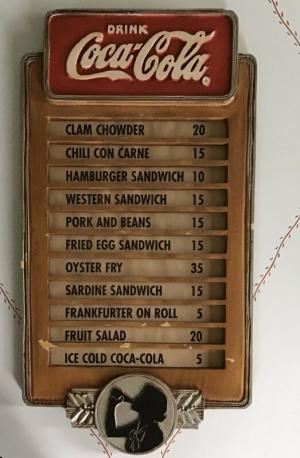 DRINK
Coca-Cola
CLAM CHOWDER 20
CHILI CON CARNE 15
HAMBURGER SANDWICH 10
WESTERN SANDWICH 15
PORK AND BEANS 15
FRIED EGG SANDWICH 15
OYSTER FRY 35
SARDINE SANDWICH 15
FRANKFURTER ON ROLL 5
FRUIT SALAD 20
ICE COLD COCA-COLA 5